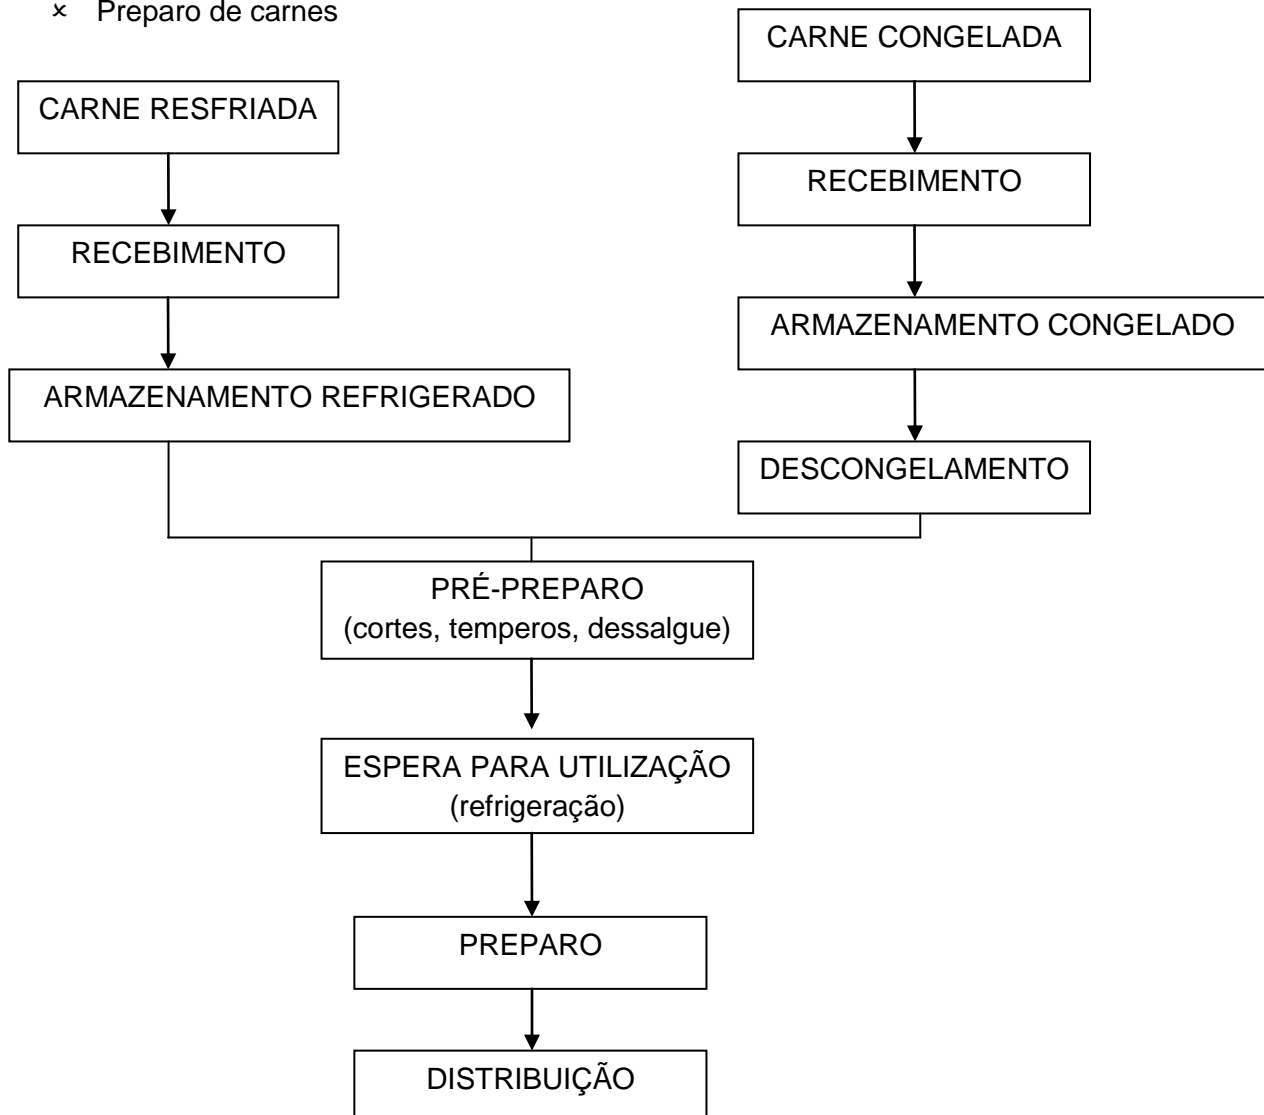 × Preparo de carnes
CARNE CONGELADA
CARNE RESFRIADA
RECEBIMENTO
RECEBIMENTO
ARMAZENAMENTO CONGELADO
ARMAZENAMENTO REFRIGERADO
DESCONGELAMENTO
PRÉ-PREPARO
(cortes, temperos, dessalgue)
ESPERA PARA UTILIZAÇÃO
(refrigeração)
PREPARO
DISTRIBUIÇÃO